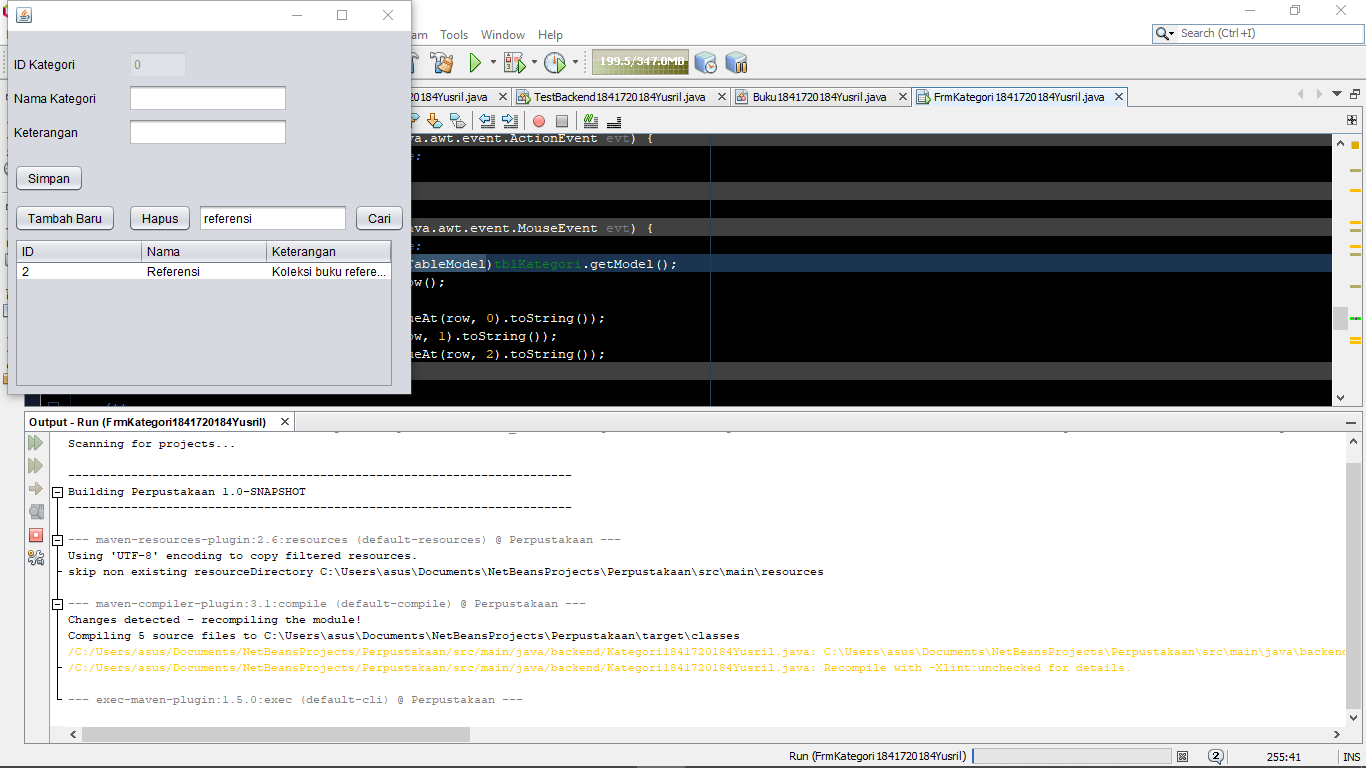 am Tools Window Help
Search (Ctrl+I)
199.5/347.0MB
ID Kategori 0
Nama Kategori
Keterangan
Simpan
Tambah Baru Hapus referensi Cari
ID Nama Keterangan
2 Referensi Koleksi buku refere...
20184Yusril.java TestBackend1841720184Yusril.java Buku1841720184Yusril.java FrmKategori1841720184Yusril.java
va.awt.event.ActionEvent evt) {
e:
ava.awt.event.MouseEvent evt) {
e:
TableModel)tblKategori.getModel();
ow();
ueAt(row, 0).toString());
ow, 1).toString());
ueAt(row, 2).toString());
Output - Run (FrmKategori1841720184Yusril)
Scanning for projects...
------------------------------------------------------------------------
Building Perpustakaan 1.0-SNAPSHOT
------------------------------------------------------------------------
--- maven-resources-plugin:2.6:resources (default-resources) @ Perpustakaan ---
Using 'UTF-8' encoding to copy filtered resources.
skip non existing resourceDirectory C:\Users\asus\Documents\NetBeansProjects\Perpustakaan\src\main\resources
--- maven-compiler-plugin:3.1:compile (default-compile) @ Perpustakaan ---
Changes detected - recompiling the module!
Compiling 5 source files to C:\Users\asus\Documents\NetBeansProjects\Perpustakaan\target\classes
/C:/Users/asus/Documents/NetBeansProjects/Perpustakaan/src/main/java/backend/Kategori1841720184Yusril.java: C:\Users\asus\Documents\NetBeansProjects\Perpustakaan\src\main\java\backend
/C:/Users/asus/Documents/NetBeansProjects/Perpustakaan/src/main/java/backend/Kategori1841720184Yusril.java: Recompile with -Xlint:unchecked for details.
--- exec-maven-plugin:1.5.0:exec (default-cli) @ Perpustakaan ---
Run (FrmKategori1841720184Yusril) 2 255:41 INS